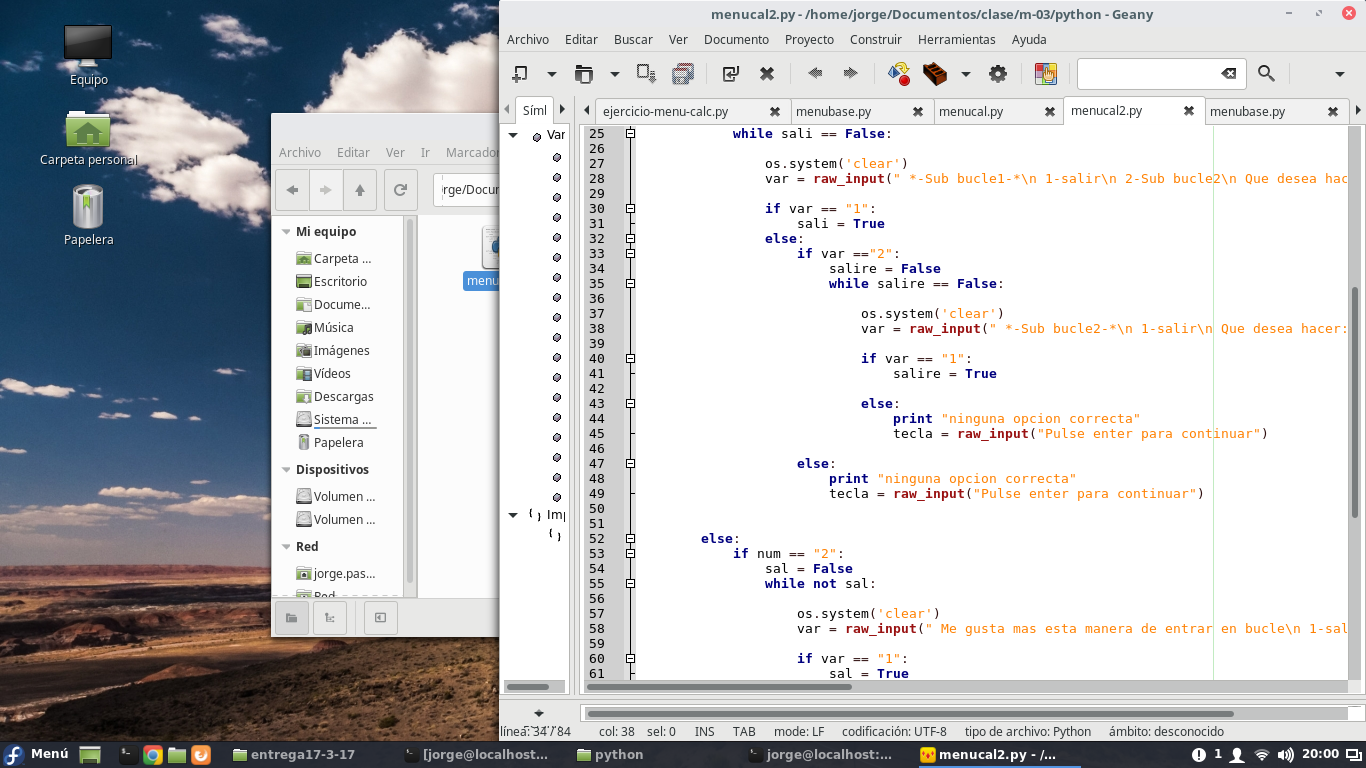 Equipo
Carpeta personal
Papelera
Archivo Editar Ver Ir Marcador
rge/Docur
Mi equipo
Carpeta ...
Escritorio
Docume...
Música
Imágenes
Vídeos
Descargas
Sistema ...
Papelera
Dispositivos
Volumen ...
Volumen ...
Red
jorge.pas...
Red
menu
menucal2.py - /home/jorge/Documentos/clase/m-03/python - Geany
Archivo Editar Buscar Ver Documento Proyecto Construir Herramientas Ayuda
Síml
ejercicio-menu-calc.py menubase.py menucal.py menucal2.py menubase.py
Var
Imp
25 while sali == False:
26
27 os.system('clear')
28 var = raw_input(" *-Sub bucle1-*\n 1-salir\n 2-Sub bucle2\n Que desea hac
29
30 if var == "1":
31 sali = True
32 else:
33 if var =="2":
34 salire = False
35 while salire == False:
36
37 os.system('clear')
38 var = raw_input(" *-Sub bucle2-*\n 1-salir\n Que desea hacer:
39
40 if var == "1":
41 salire = True
42
43 else:
44 print "ninguna opcion correcta"
45 tecla = raw_input("Pulse enter para continuar")
46
47 else:
48 print "ninguna opcion correcta"
49 tecla = raw_input("Pulse enter para continuar")
50
51
52 else:
53 if num == "2":
54 sal = False
55 while not sal:
56
57 os.system('clear')
58 var = raw_input(" Me gusta mas esta manera de entrar en bucle\n 1-sal
59
60 if var == "1":
61 sal = True
línea: 34 / 84 col: 38 sel: 0 INS TAB mode: LF codificación: UTF-8 tipo de archivo: Python ámbito: desconocido
Menú entrega17-3-17 [jorge@localhost... python jorge@localhost:... menucal2.py - /... 1 20:00